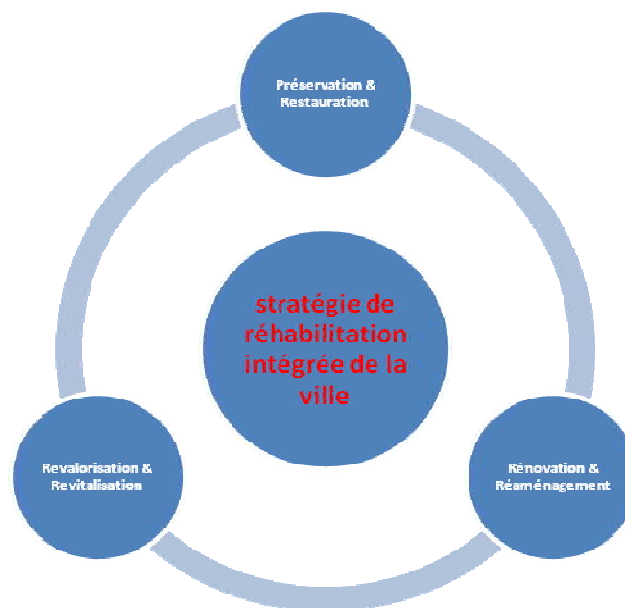 Préservation &
Restauration
stratégie de
réhabilitation
intégrée de la
ville
Revalorisation &
Revitalisation
Rénovation &
Réaménagement